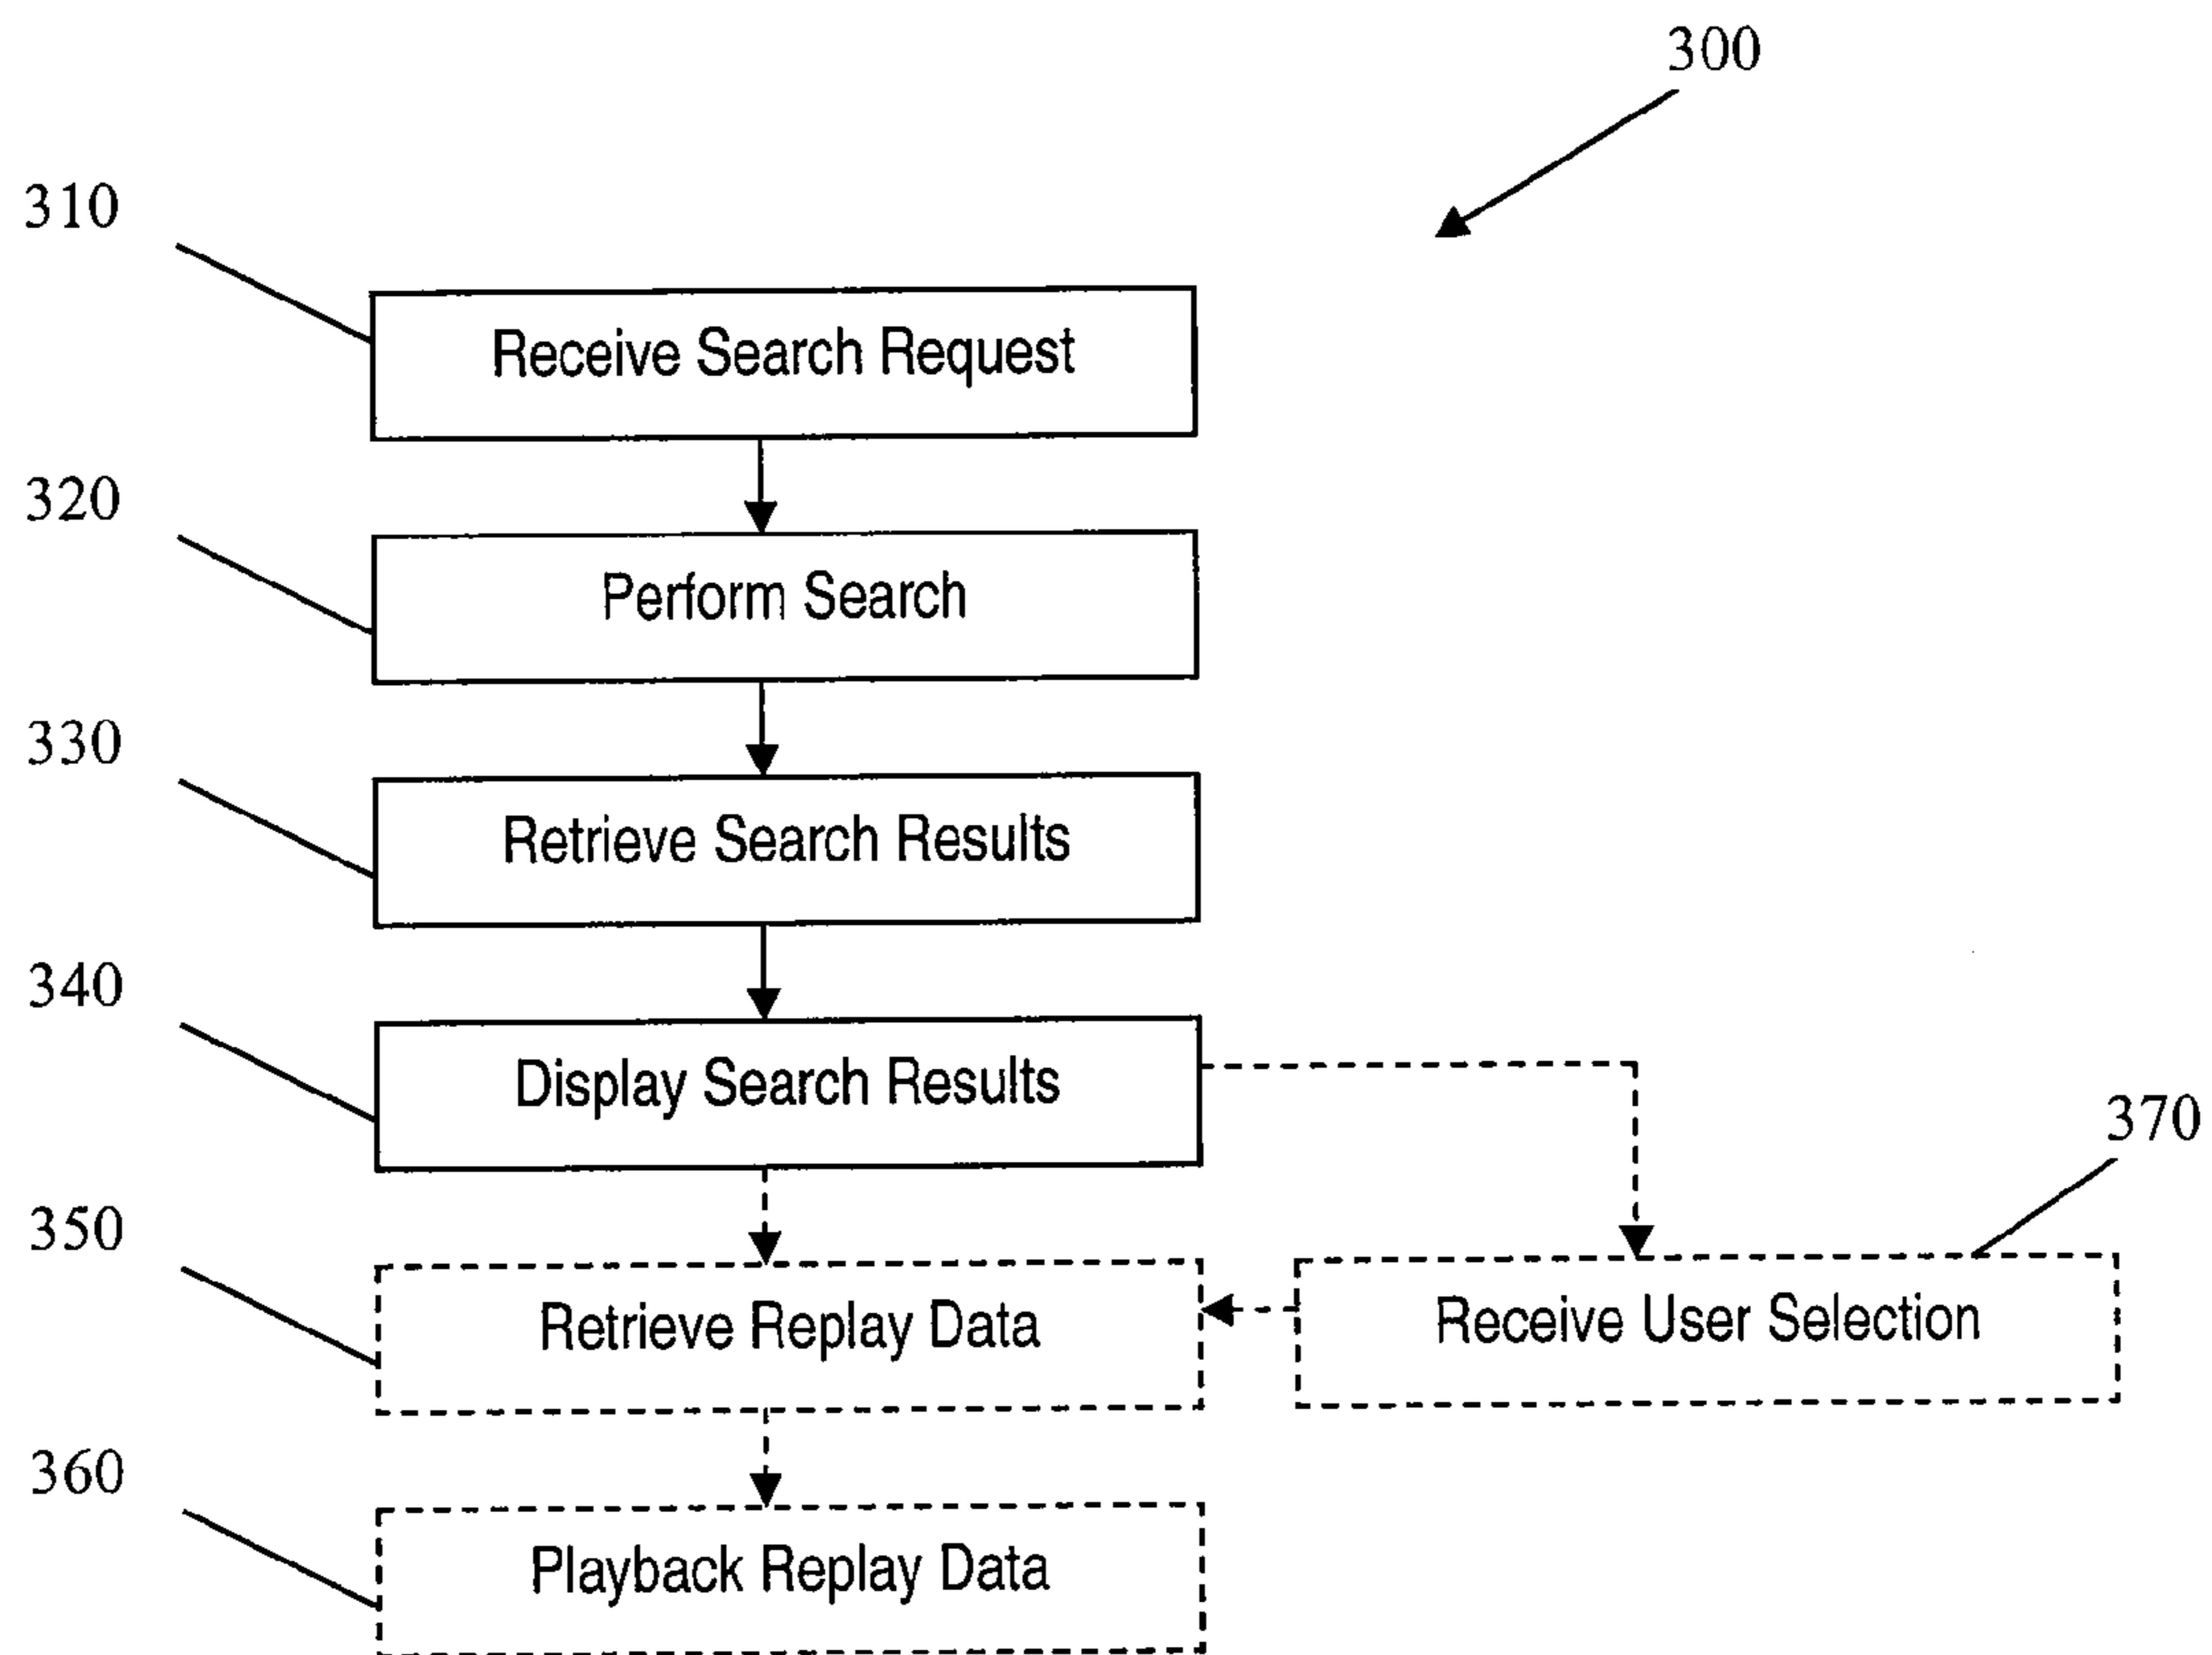 300
310
Receive Search Request
320
Perform Search
330
Retrieve Search Results
340
Display Search Results
370
350
Retrieve Replay Data
Receive User Selection
360
Playback Replay Data